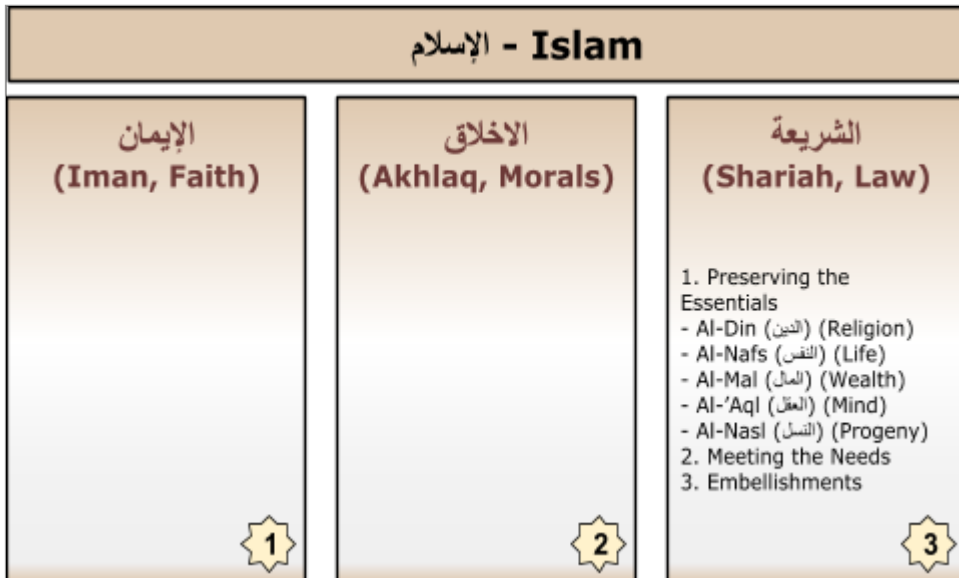 الإسلام - Islam
الإيمان
(Iman, Faith)
1
الاخلاق
(Akhlaq, Morals)
2
الشريعة
(Shariah, Law)
1. Preserving the
Essentials
- Al-Din (الدين) (Religion)
- Al-Nafs (النفس) (Life)
- Al-Mal (المال) (Wealth)
- Al-’Aql (العقل) (Mind)
- Al-Nasl (النسل) (Progeny)
2. Meeting the Needs
3. Embellishments
3